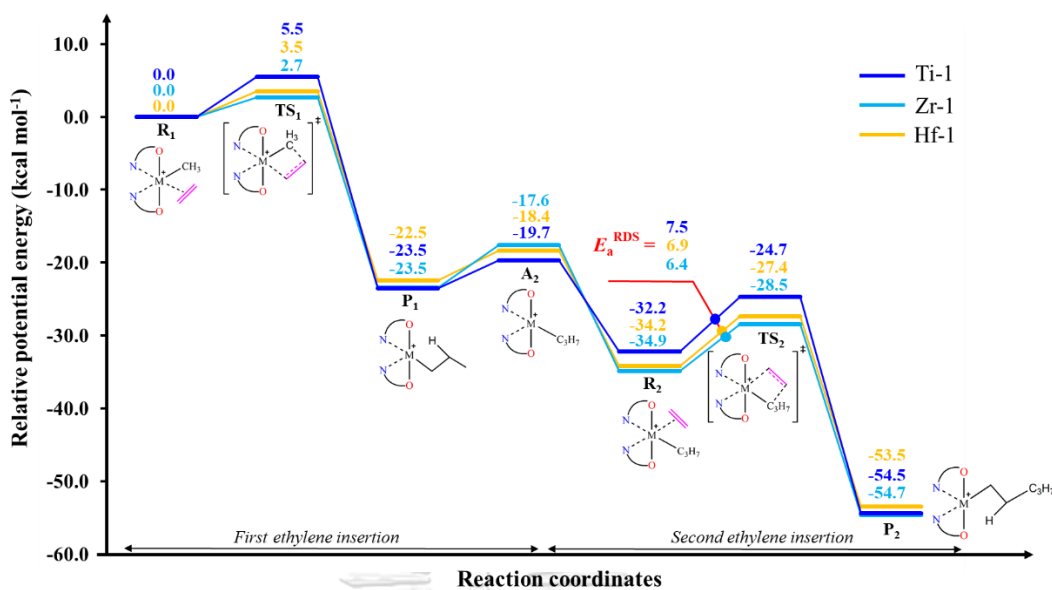 Relative potential energy (kcal mol-1)
10.0
0.0
-10.0
-20.0
-30.0
-40.0
-50.0
-60.0
Ti-1
Zr-1
Hf-1
0.0
0.0
0.0
R1
N
N
O
O
M
+
CH3
5.5
3.5
2.7
TS1
N
N
O
O
M
+
CH3
‡
-22.5
-23.5
-23.5
P1
N
N
O
O
M
+
H
-17.6
-18.4
-19.7
A2
N
N
O
O
M
+
C3H7
Ea RDS =
7.5
6.9
6.4
-32.2
-34.2
-34.9
R2
N
N
O
O
M
+
C3H7
-24.7
-27.4
-28.5
TS2
N
N
O
O
M
+
C3H7
‡
-53.5
-54.5
-54.7
P2
N
N
O
O
M
+
H
C3H7
First ethylene insertion
Second ethylene insertion
Reaction coordinates